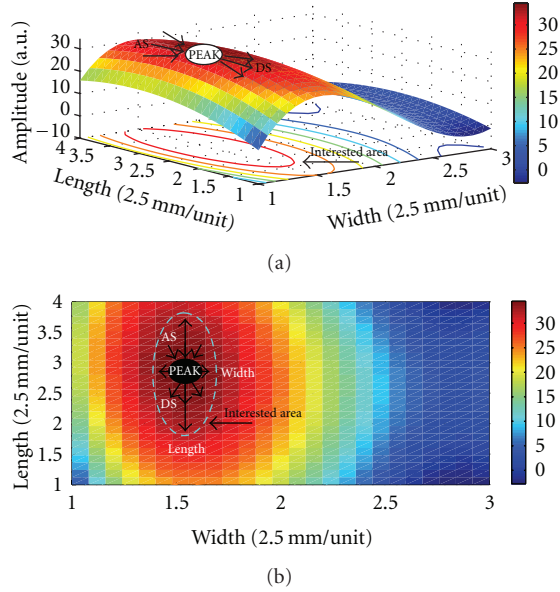 30
20
10
0
−10
Amplitude (a.u.)
AS
PEAK
DS
4
3.5
3
2.5
2
1.5
1
Length (2.5 mm/unit)
Interested area
1
1.5
2
2.5
3
Width (2.5 mm/unit)
30
25
20
15
10
5
0
(a)
4
3.5
3
2.5
2
1.5
1
Length (2.5 mm/unit)
AS
PEAK
Width
DS
Interested area
Length
1
1.5
2
2.5
3
Width (2.5 mm/unit)
30
25
20
15
10
5
0
(b)